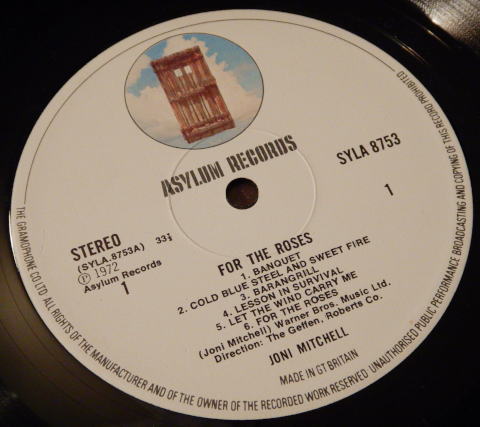 ASYLUM RECORDS
SYLA 8753
1
STEREO
(SYLA.8753A) 33⅓
Ⓟ 1972
Asylum Records
1
FOR THE ROSES
1. BANQUET
2. COLD BLUE STEEL AND SWEET FIRE
3. BARANGRILL
4. LESSON IN SURVIVAL
5. LET THE WIND CARRY ME
6. FOR THE ROSES
(Joni Mitchell) Warner Bros. Music Ltd.
Direction: The Geffen, Roberts Co.
JONI MITCHELL
MADE IN GT BRITAIN
THE GRAMOPHONE CO LTD. ALL RIGHTS OF THE MANUFACTURER AND OF THE OWNER OF THE RECORDED WORK RESERVED UNAUTHORISED PUBLIC PERFORMANCE BROADCASTING AND COPYING OF THIS RECORD PROHIBITED